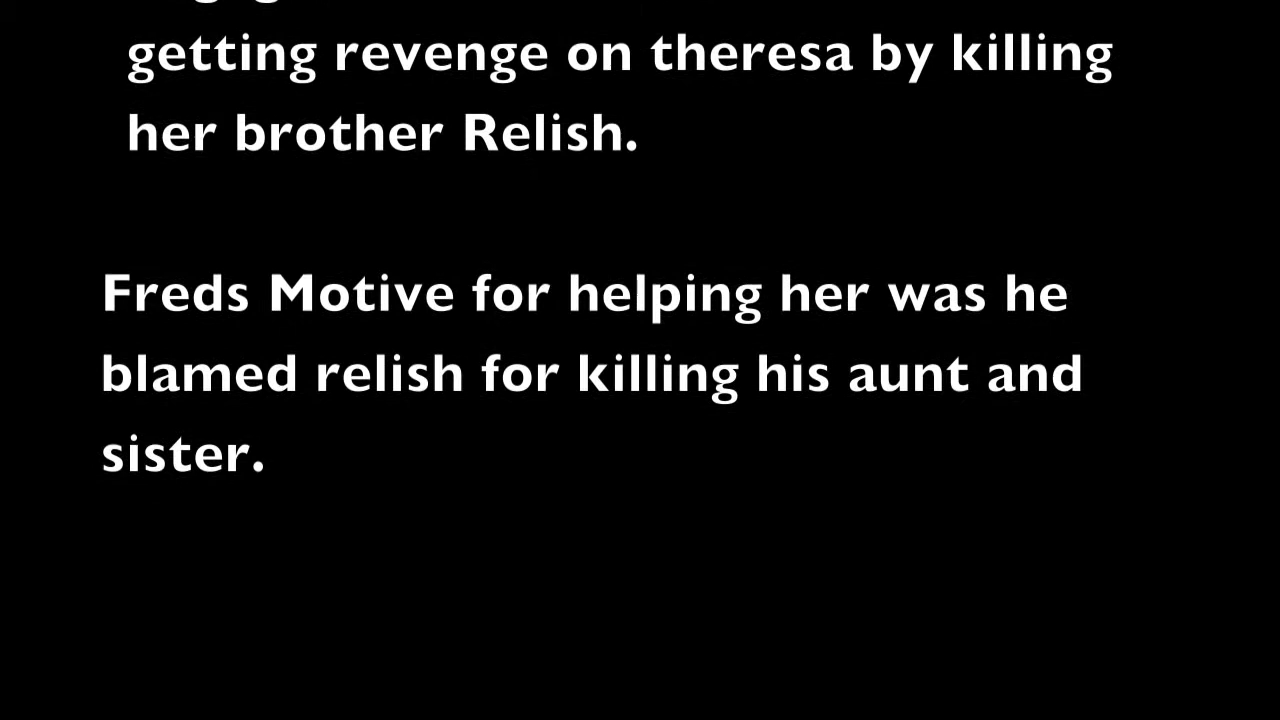 getting revenge on theresa by killing
her brother Relish.
Freds Motive for helping her was he
blamed relish for killing his aunt and
sister.